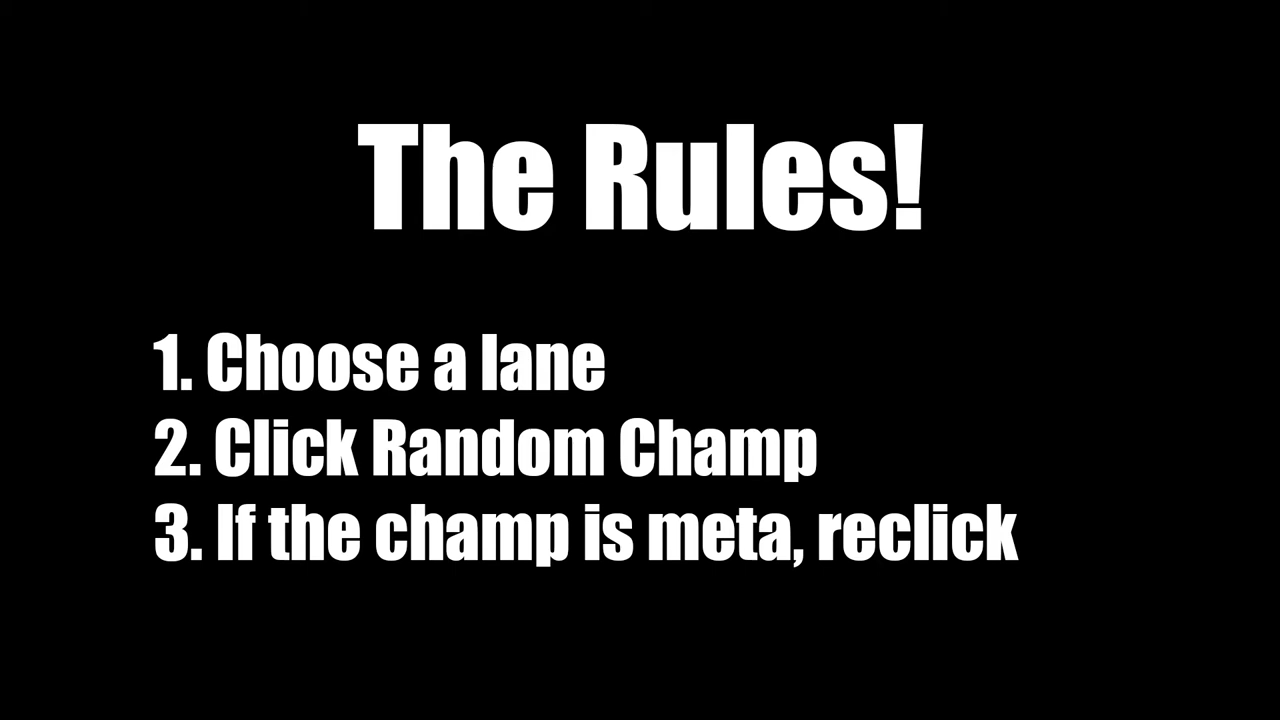 The Rules!
1. Choose a lane
2. Click Random Champ
3. If the champ is meta, reclick